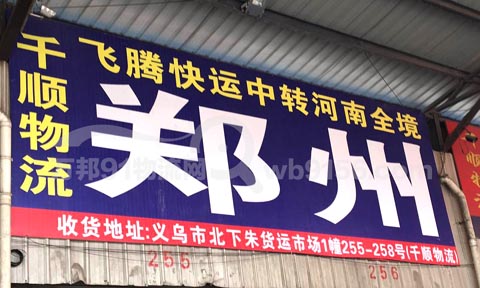 千顺物流
飞腾快运中转河南全境
郑州
收货地址:义乌市北下朱货运市场1幢255-258号(千顺物流)
255
256